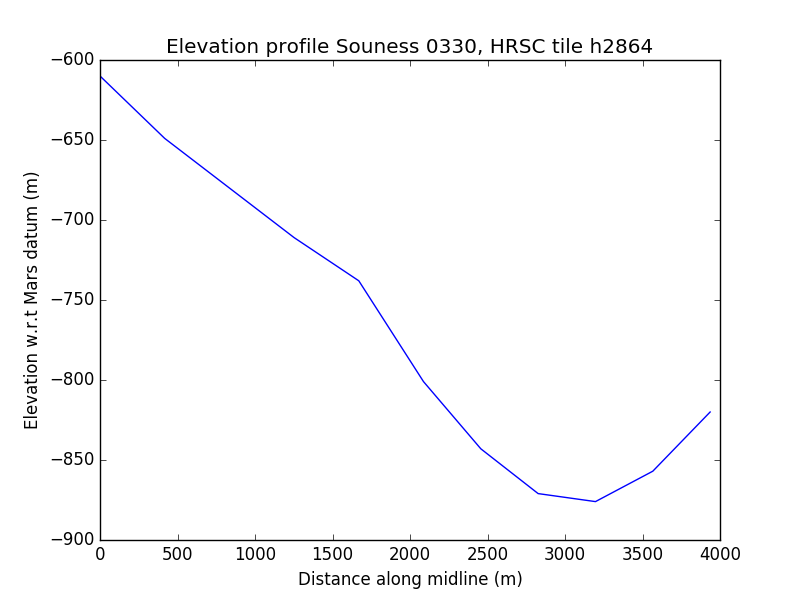 Elevation profile Souness 0330, HRSC tile h2864
Elevation w.r.t Mars datum (m)
−600
−650
−700
−750
−800
−850
−900
0 500 1000 1500 2000 2500 3000 3500 4000
Distance along midline (m)